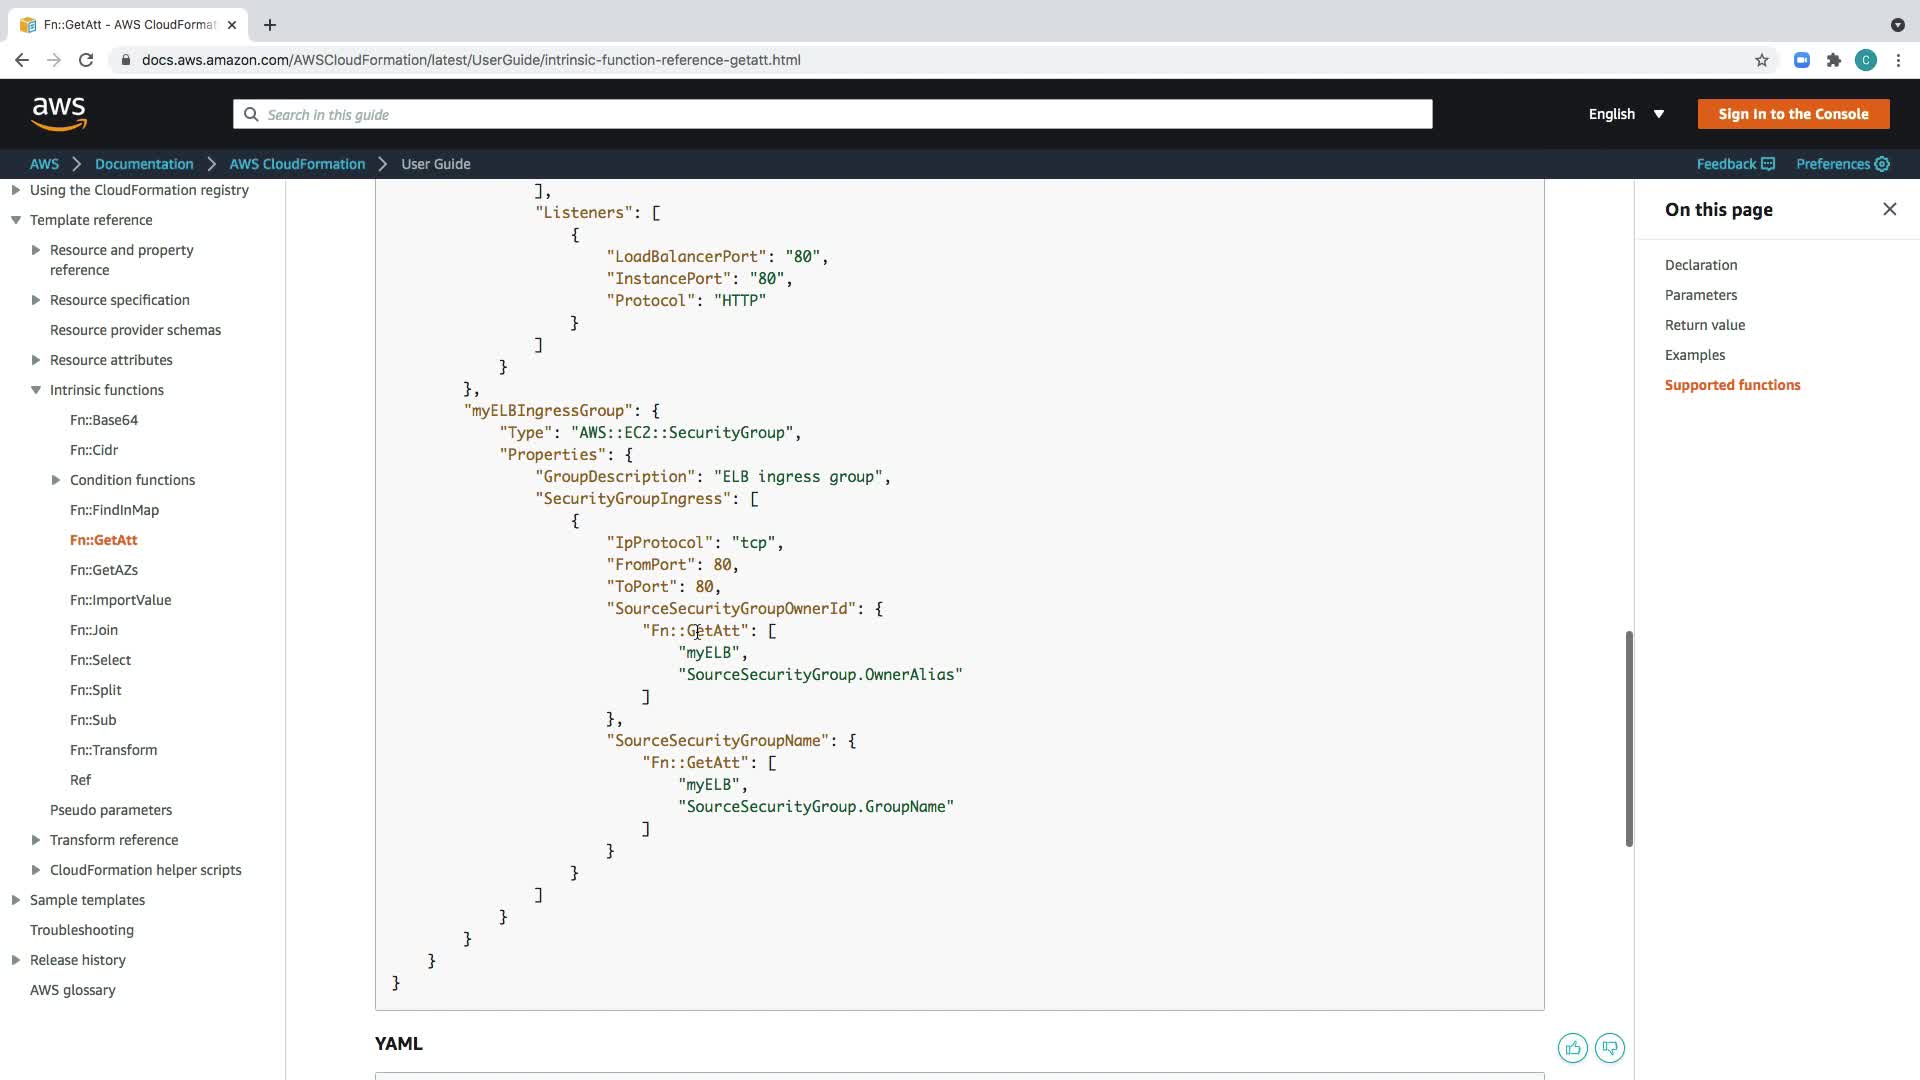 Fn::GetAtt - AWS CloudFormat
docs.aws.amazon.com/AWSCloudFormation/latest/UserGuide/intrinsic-function-reference-getatt.html
C
aws
Search in this guide
English
Sign In to the Console
AWS
Documentation
AWS CloudFormation
User Guide
Feedback
Preferences
Using the CloudFormation registry
Template reference
Resource and property
reference
Resource specification
Resource provider schemas
Resource attributes
Intrinsic functions
Fn::Base64
Fn::Cidr
Condition functions
Fn::FindInMap
Fn::GetAtt
Fn::GetAZs
Fn::ImportValue
Fn::Join
Fn::Select
Fn::Split
Fn::Sub
Fn::Transform
Ref
Pseudo parameters
Transform reference
CloudFormation helper scripts
Sample templates
Troubleshooting
Release history
AWS glossary
],
"Listeners": [
{
"LoadBalancerPort": "80",
"InstancePort": "80",
"Protocol": "HTTP"
}
]
}
},
"myELBIngressGroup": {
"Type": "AWS::EC2::SecurityGroup",
"Properties": {
"GroupDescription": "ELB ingress group",
"SecurityGroupIngress": [
{
"IpProtocol": "tcp",
"FromPort": 80,
"ToPort": 80,
"SourceSecurityGroupOwnerId": {
"Fn::GetAtt": [
"myELB",
"SourceSecurityGroup.OwnerAlias"
]
},
"SourceSecurityGroupName": {
"Fn::GetAtt": [
"myELB",
"SourceSecurityGroup.GroupName"
]
}
}
]
}
}
}
}
YAML
On this page
Declaration
Parameters
Return value
Examples
Supported functions